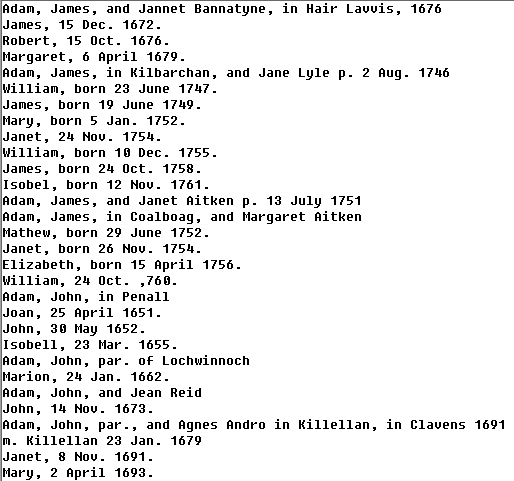 Adam, James, and Jannet Bannatyne, in Hair Lavvis, 1676
James, 15 Dec. 1672.
Robert, 15 Oct. 1676.
Margaret, 6 April 1679.
Adam, James, in Kilbarchan, and Jane Lyle p. 2 Aug. 1746
William, born 23 June 1747.
James, born 19 June 1749.
Mary, born 5 Jan. 1752.
Janet, 24 Nov. 1754.
William, born 10 Dec. 1755.
James, born 24 Oct. 1758.
Isobel, born 12 Nov. 1761.
Adam, James, and Janet Aitken p. 13 July 1751
Adam, James, in Coalboag, and Margaret Aitken
Mathew, born 29 June 1752.
Janet, born 26 Nov. 1754.
Elizabeth, born 15 April 1756.
William, 24 Oct. ,760.
Adam, John, in Penall
Joan, 25 April 1651.
John, 30 May 1652.
Isobell, 23 Mar. 1655.
Adam, John, par. of Lochwinnoch
Marion, 24 Jan. 1662.
Adam, John, and Jean Reid
John, 14 Nov. 1673.
Adam, John, par., and Agnes Andro in Killellan, in Clavens 1691
m. Killellan 23 Jan. 1679
Janet, 8 Nov. 1691.
Mary, 2 April 1693.